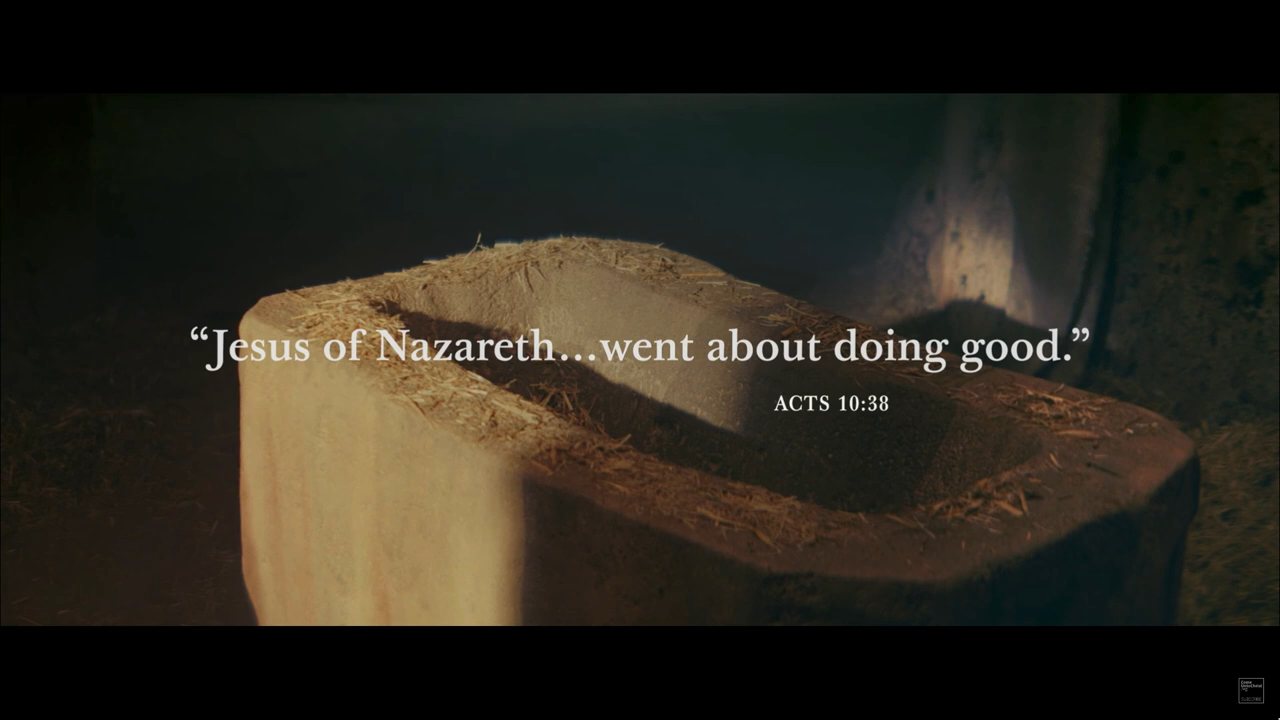 “Jesus of Nazareth...went about doing good.”
ACTS 10:38